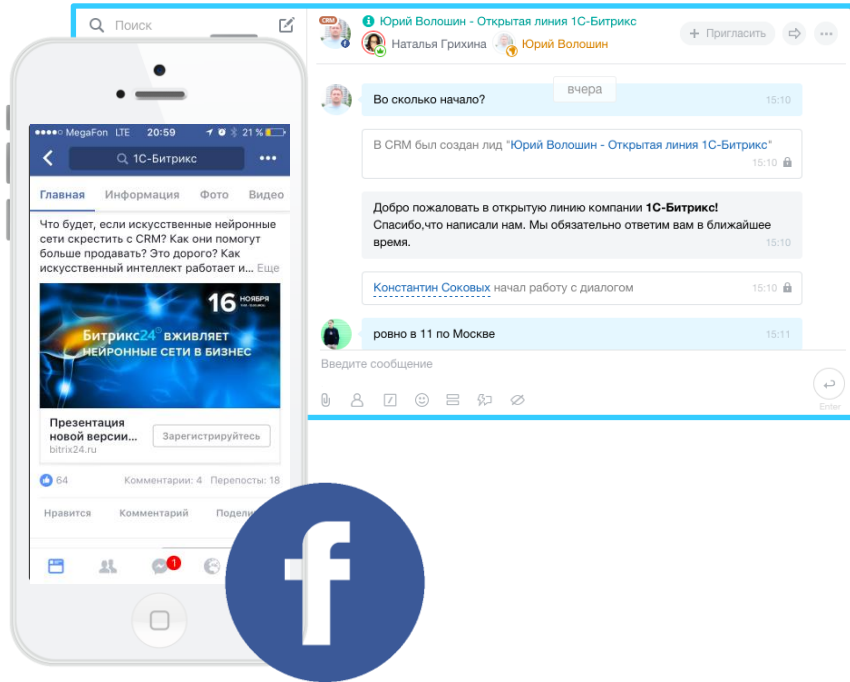 Поиск
CRM
Юрий Волошин - Открытая линия 1С-Битрикс
Наталья Грихина Юрий Волошин
+ Пригласить
вчера
Во сколько начало?
15:10
В CRM был создан лид "Юрий Волошин - Открытая линия 1С-Битрикс"
15:10
Добро пожаловать в открытую линию компании 1С-Битрикс!
Спасибо,что написали нам. Мы обязательно ответим вам в ближайшее
время.
15:10
Константин Соковых начал работу с диалогом
15:10
ровно в 11 по Москве
15:11
Введите сообщение
Enter
MegaFon LTE 20:59 21 %
1С-Битрикс
Главная Информация Фото Видео
Что будет, если искусственные нейронные
сети скрестить с CRM? Как они помогут
больше продавать? Это дорого? Как
искусственный интеллект работает и... Еще
16 НОЯБРЯ
Битрикс24 ВЖИВЛЯЕТ
НЕЙРОННЫЕ СЕТИ В БИЗНЕС
Презентация
новой версии...
bitrix24.ru
Зарегистрируйтесь
64 Комментарии: 4 Перепосты: 18
Нравится Комментарий
1
f